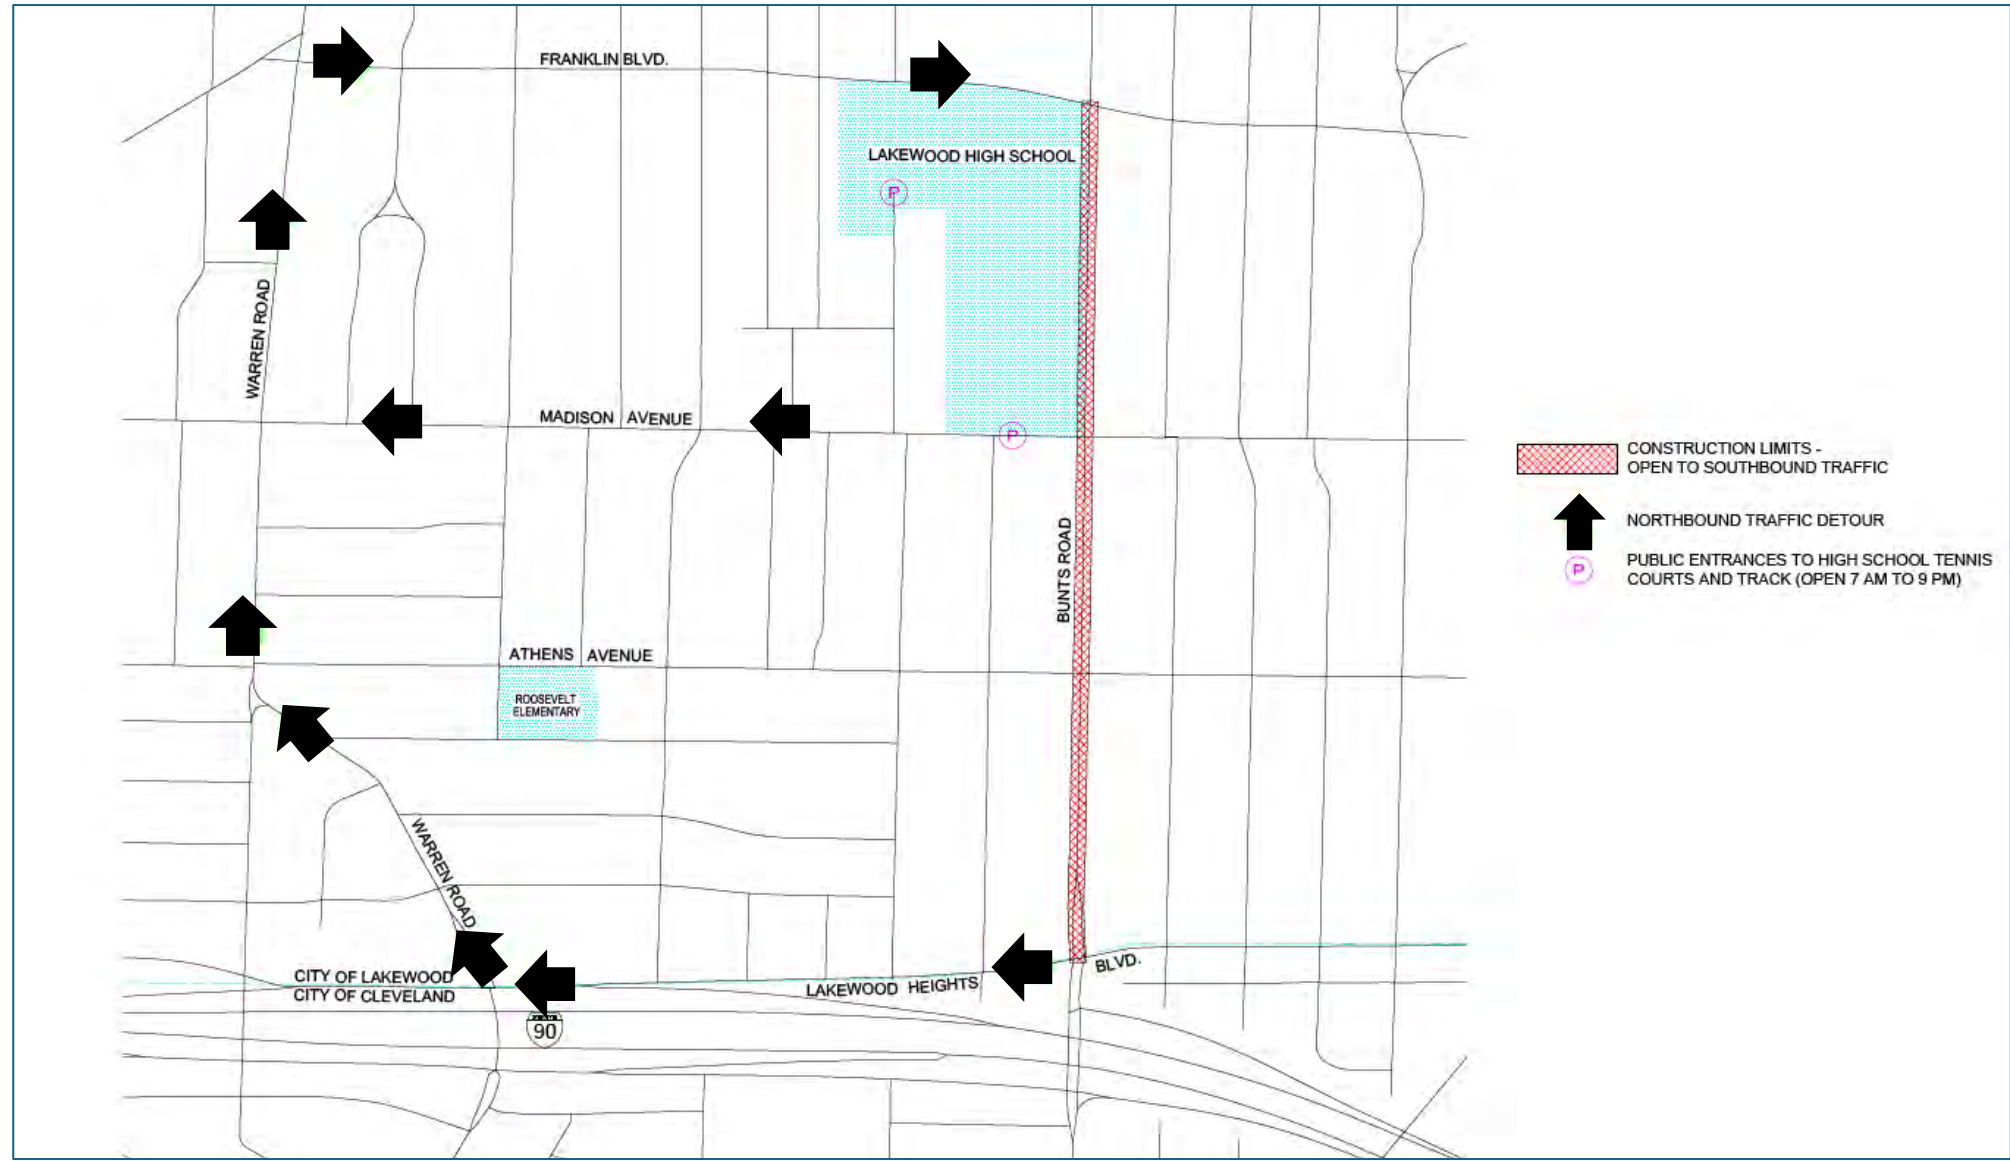 FRANKLIN BLVD.
LAKEWOOD HIGH SCHOOL
P
WARREN ROAD
MADISON AVENUE
P
CONSTRUCTION LIMITS -
OPEN TO SOUTHBOUND TRAFFIC
NORTHBOUND TRAFFIC DETOUR
P
PUBLIC ENTRANCES TO HIGH SCHOOL TENNIS
COURTS AND TRACK (OPEN 7 AM TO 9 PM)
BUNTS ROAD
ATHENS AVENUE
ROOSEVELT
ELEMENTARY
WARREN ROAD
CITY OF LAKEWOOD
CITY OF CLEVELAND
LAKEWOOD HEIGHTS BLVD.
90